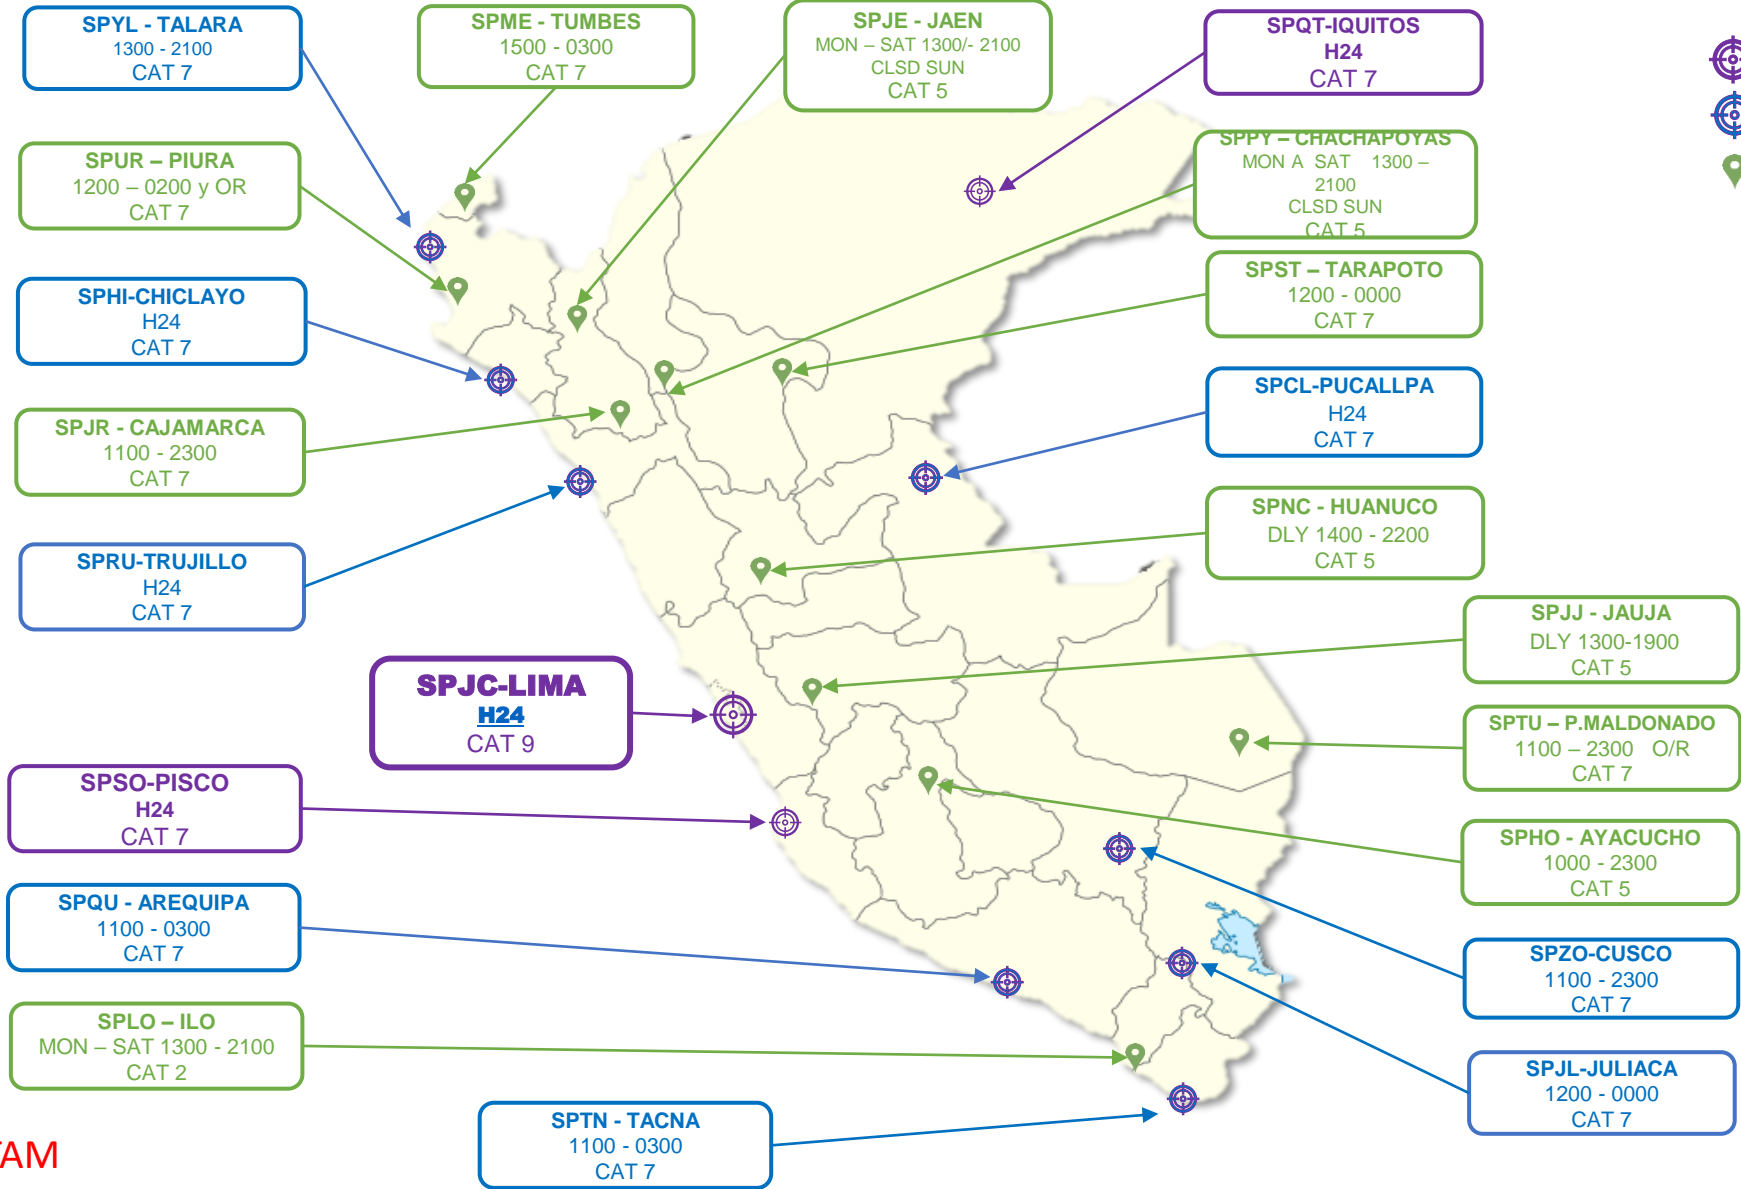 SPYL - TALARA
1300 - 2100
CAT 7
SPME - TUMBES
1500 - 0300
CAT 7
SPJE - JAEN
MON – SAT 1300/- 2100
CLSD SUN
CAT 5
SPQT-IQUITOS
H24
CAT 7
SPUR – PIURA
1200 – 0200 y OR
CAT 7
SPPY – CHACHAPOYAS
MON A SAT 1300 –
2100
CLSD SUN
CAT 5
SPHI-CHICLAYO
H24
CAT 7
SPST – TARAPOTO
1200 - 0000
CAT 7
SPJR - CAJAMARCA
1100 - 2300
CAT 7
SPCL-PUCALLPA
H24
CAT 7
SPRU-TRUJILLO
H24
CAT 7
SPNC - HUANUCO
DLY 1400 - 2200
CAT 5
SPJJ - JAUJA
DLY 1300-1900
CAT 5
SPJC-LIMA
H24
CAT 9
SPTU – P.MALDONADO
1100 – 2300 O/R
CAT 7
SPSO-PISCO
H24
CAT 7
SPHO - AYACUCHO
1000 - 2300
CAT 5
SPQU - AREQUIPA
1100 - 0300
CAT 7
SPZO-CUSCO
1100 - 2300
CAT 7
SPLO – ILO
MON – SAT 1300 - 2100
CAT 2
SPJL-JULIACA
1200 - 0000
CAT 7
SPTN - TACNA
1100 - 0300
CAT 7
TAM